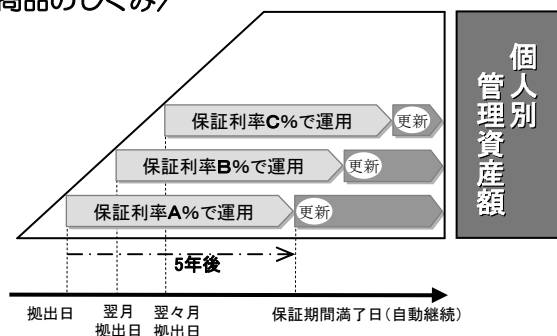 商品のしくみ/
個人別
管理資産額
保証利率C%で運用
更新
保証利率B%で運用
更新
保証利率A%で運用
更新
5年後
拠出日
翌月
拠出日
翌々月
拠出日
保証期間満了日(自動継続)